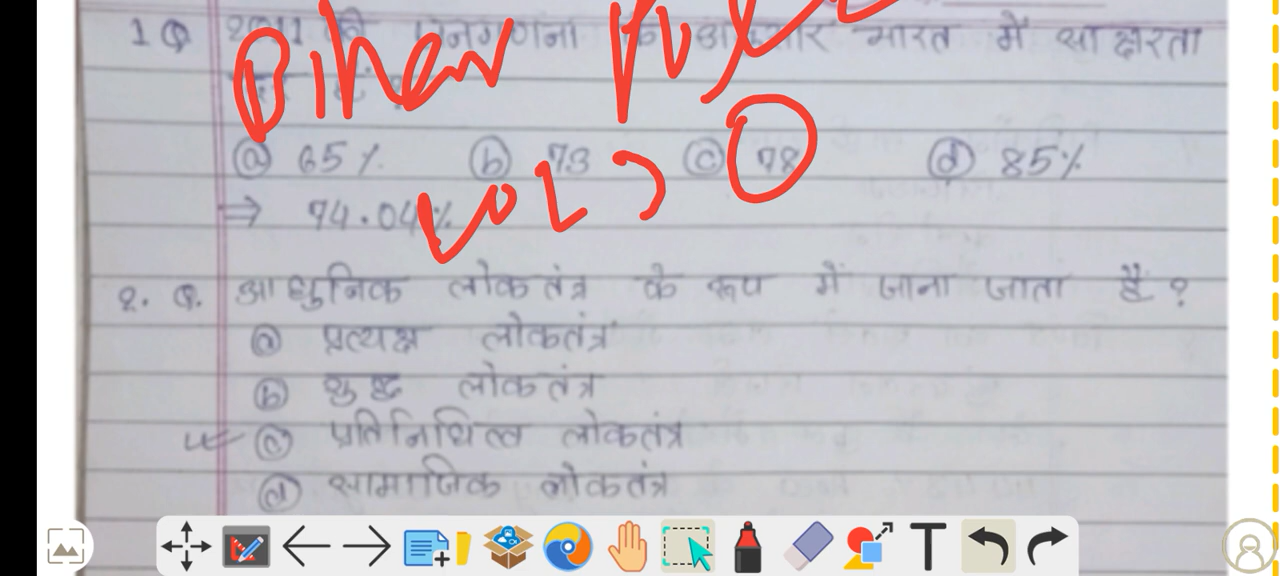 1 Q 2011 की जनगणना के अनुसार भारत में साक्षरता
Bihar
ⓐ 65% ⓑ 73 ⓒ 78 ⓓ 85%
⇒ 74.04%
2. Q. आधुनिक लोकतंत्र के रूप में जाना जाता है ?
ⓐ प्रत्यक्ष लोकतंत्र
ⓑ शुद्ध लोकतंत्र
ⓒ प्रतिनिधित्व लोकतंत्र
ⓓ सामाजिक लोकतंत्र
T